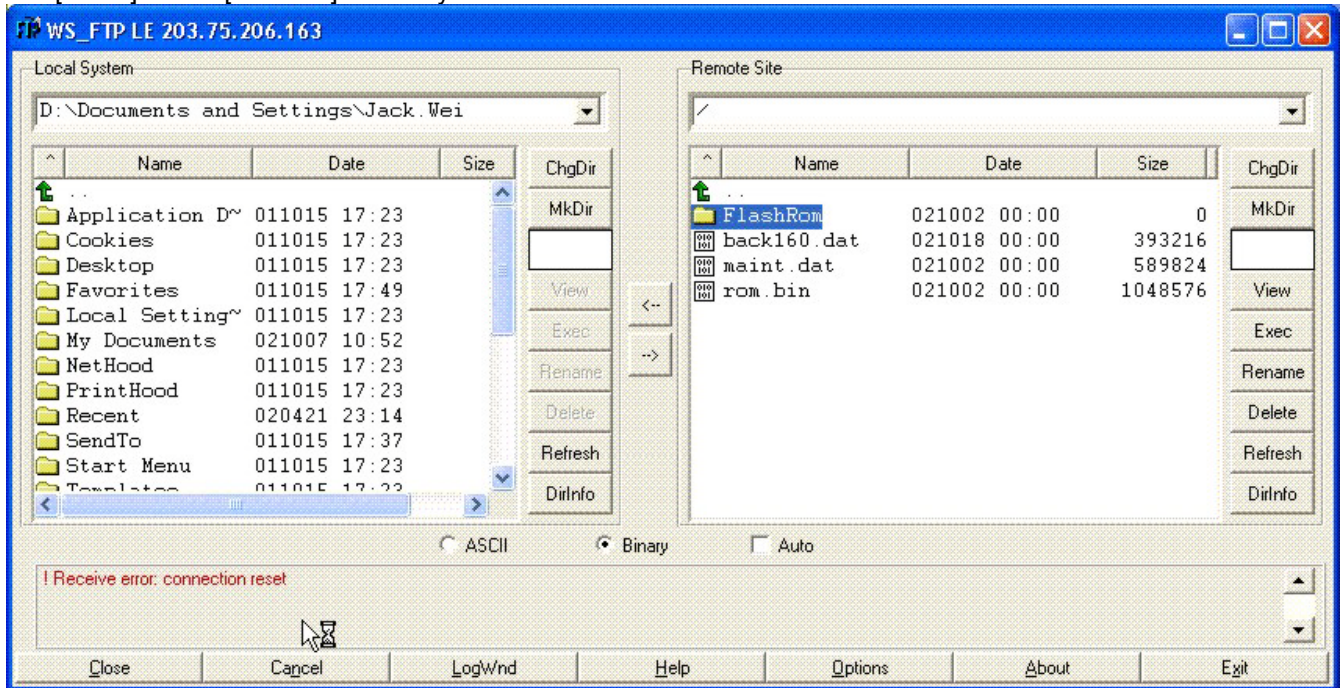 WS_FTP LE 203.75.206.163
Local System
Remote Site
D:\Documents and Settings\Jack.Wei
/
^ Name Date Size
ChgDir
^ Name Date Size
ChgDir
..
..
Application D~ 011015 17:23
MkDir
FlashRom 021002 00:00 0
MkDir
Cookies 011015 17:23
back160.dat 021018 00:00 393216
Desktop 011015 17:23
maint.dat 021002 00:00 589824
Favorites 011015 17:49
View
<--
rom.bin 021002 00:00 1048576
View
Local Setting~ 011015 17:23
Exec
Exec
My Documents 021007 10:52
-->
NetHood 011015 17:23
Rename
Rename
PrintHood 011015 17:23
Recent 020421 23:14
Delete
Delete
SendTo 011015 17:37
Refresh
Refresh
Start Menu 011015 17:23
DirInfo
DirInfo
ASCII
Binary
Auto
! Receive error: connection reset
Close Cancel LogWnd Help Options About Exit